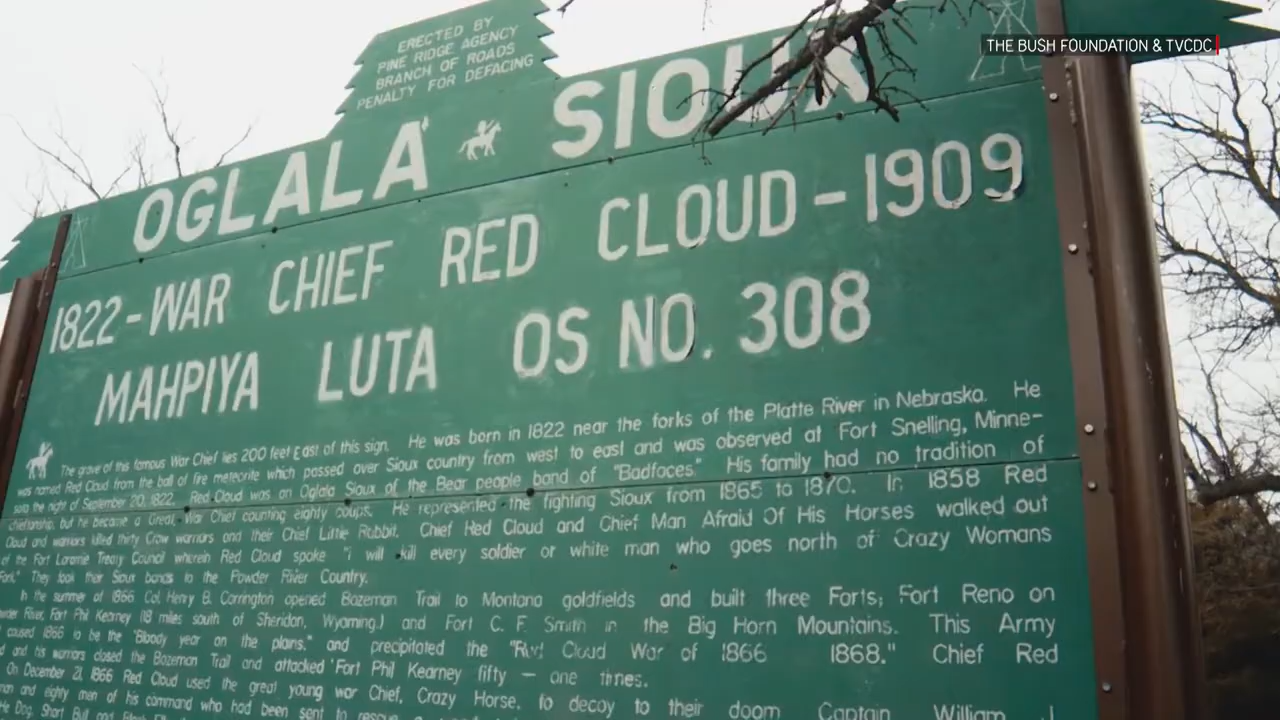 THE BUSH FOUNDATION & TVCDC
ERECTED BY
PINE RIDGE AGENCY
BRANCH OF ROADS
PENALTY FOR DEFACING
OGLALA SIOUX
1822-WAR CHIEF RED CLOUD-1909
MAHPIYA LUTA OS NO. 308
The grave of this famous War Chief lies 200 feet East of this sign. He was born in 1822 near the forks of the Platte River in Nebraska. He
was named Red Cloud from the ball of fire meteorite which passed over Sioux country from west to east and was observed at Fort Snelling, Minne-
sota the night of September 20, 1822. Red Cloud was an Oglala Sioux of the Bear people band of "Badfaces." His family had no tradition of
chieftanship, but he became a Great War Chief counting eighty coups. He represented the fighting Sioux from 1865 to 1870. In 1858 Red
Cloud and warriors killed thirty Crow warriors and their Chief Little Rabbit. Chief Red Cloud and Chief Man Afraid Of His Horses walked out
of the Fort Laramie Treaty Council wherein Red Cloud spoke "i will kill every soldier or white man who goes north of Crazy Womans
Fork." They took their Sioux bands to the Powder River Country.
In the summer of 1866 Col. Henry B. Carrington opened Bozeman Trail to Montana goldfields and built three Forts; Fort Reno on
River, Fort Phil Kearney (18 miles south of Sheridan, Wyoming.) and Fort C. F. Smith in the Big Horn Mountains. This Army
caused 1866 to be the "Bloody year on the plains." and precipitated the "Red Cloud War of 1866 1868." Chief Red
and his warriors closed the Bozeman Trail and attacked Fort Phil Kearney fifty - one times.
On December 21, 1866 Red Cloud used the great young war Chief, Crazy Horse, to decoy to their doom Captain William J
and eighty men of his command who had been sent to rescue
He Dog, Short Bull and